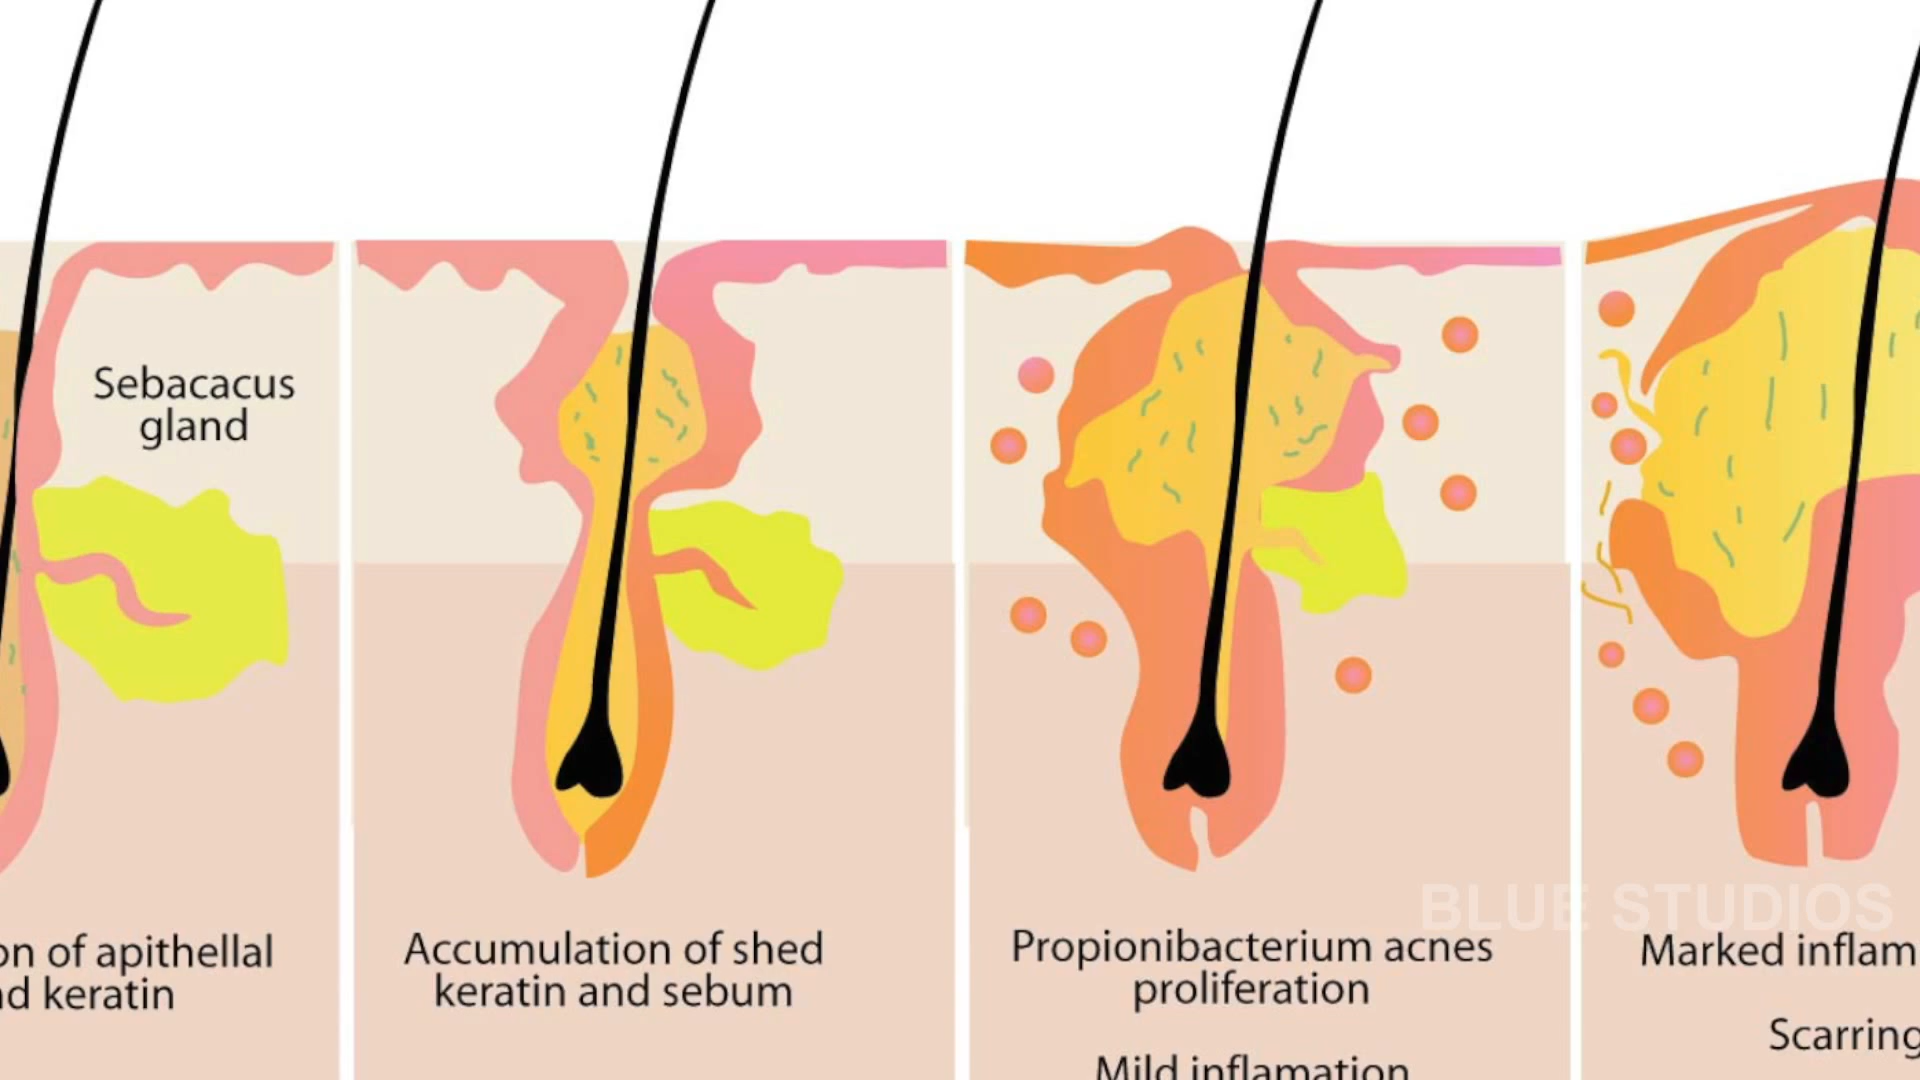 Sebacacus
gland
on of apithellal
nd keratin
Accumulation of shed
keratin and sebum
Propionibacterium acnes
proliferation
Mild inflamation
BLUE STUDIOS
Marked inflam
Scarring